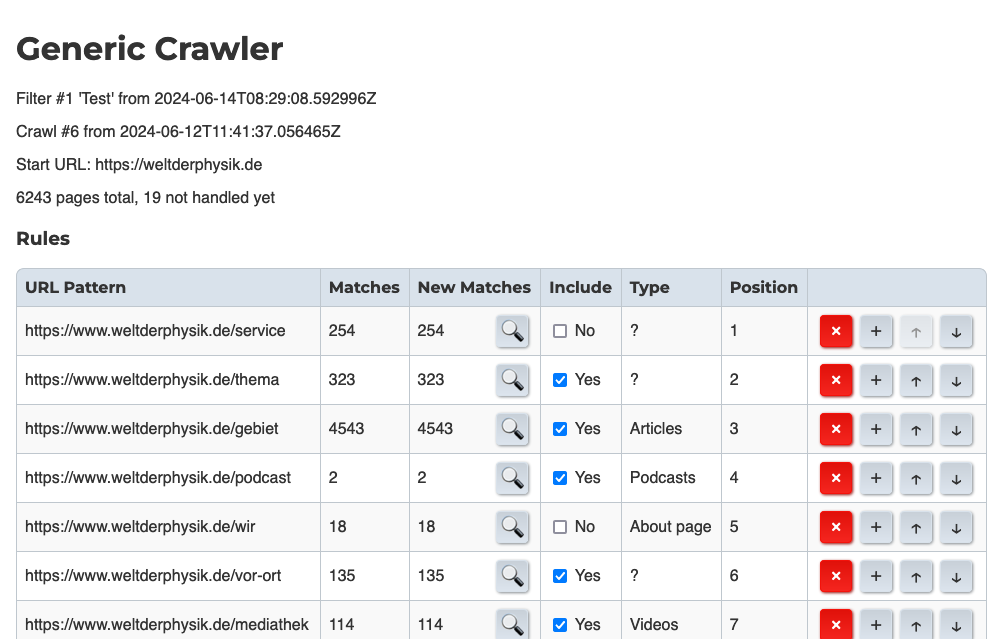 Generic Crawler
Filter #1 'Test' from 2024-06-14T08:29:08.592996Z
Crawl #6 from 2024-06-12T11:41:37.056465Z
Start URL: https://weltderphysik.de
6243 pages total, 19 not handled yet
Rules
URL Pattern Matches New Matches Include Type Position
https://www.weltderphysik.de/service 254 254 No ? 1
https://www.weltderphysik.de/thema 323 323 Yes ? 2
https://www.weltderphysik.de/gebiet 4543 4543 Yes Articles 3
https://www.weltderphysik.de/podcast 2 2 Yes Podcasts 4
https://www.weltderphysik.de/wir 18 18 No About page 5
https://www.weltderphysik.de/vor-ort 135 135 Yes ? 6
https://www.weltderphysik.de/mediathek 114 114 Yes Videos 7